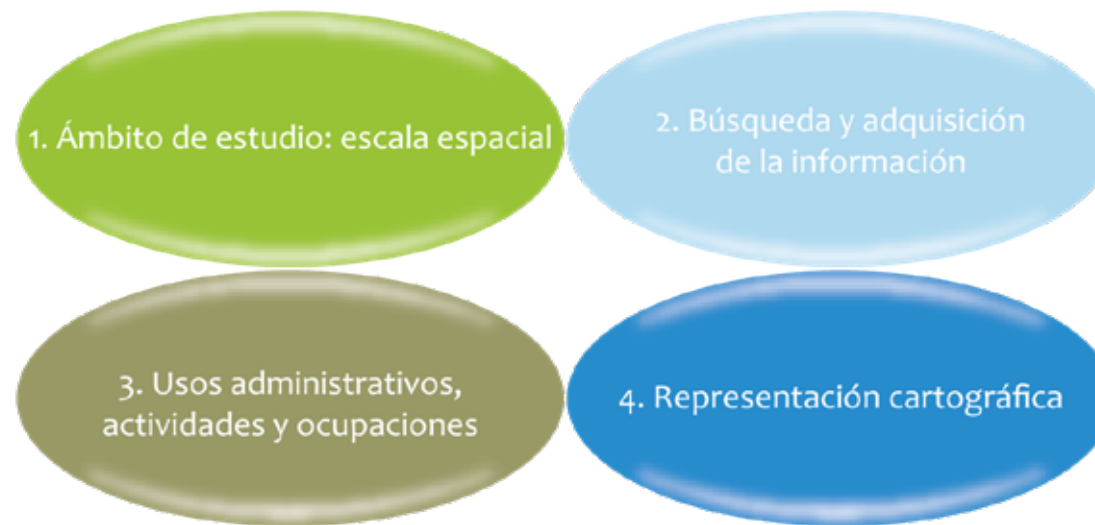 1. Ámbito de estudio: escala espacial
2. Búsqueda y adquisición
de la información
3. Usos administrativos,
actividades y ocupaciones
4. Representación cartográfica